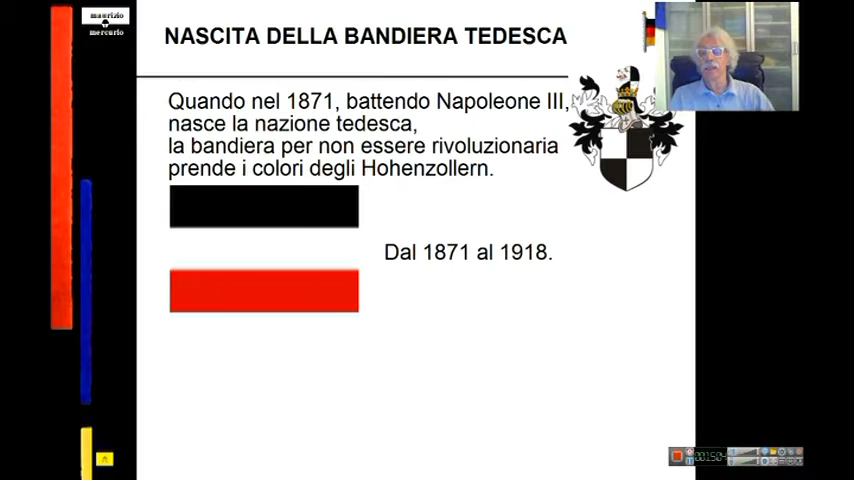 maurizio
mercurio
NASCITA DELLA BANDIERA TEDESCA
Quando nel 1871, battendo Napoleone III,
nasce la nazione tedesca,
la bandiera per non essere rivoluzionaria
prende i colori degli Hohenzollern.
Dal 1871 al 1918.